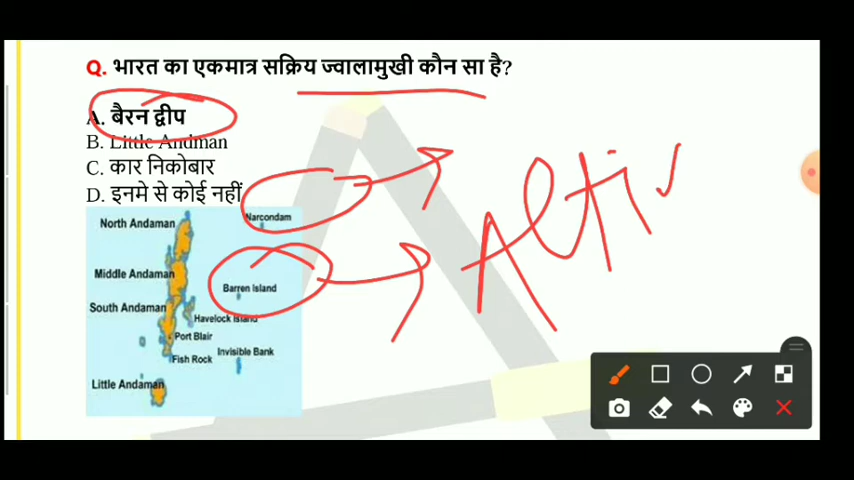 Q. भारत का एकमात्र सक्रिय ज्वालामुखी कौन सा है?
A. बैरन द्वीप
B. Little Andman
C. कार निकोबार
D. इनमे से कोई नहीं
Narcondam
North Andaman
Middle Andaman
Barren Island
South Andaman
Havelock Island
Port Blair
Invisible Bank
Fish Rock
Little Andaman